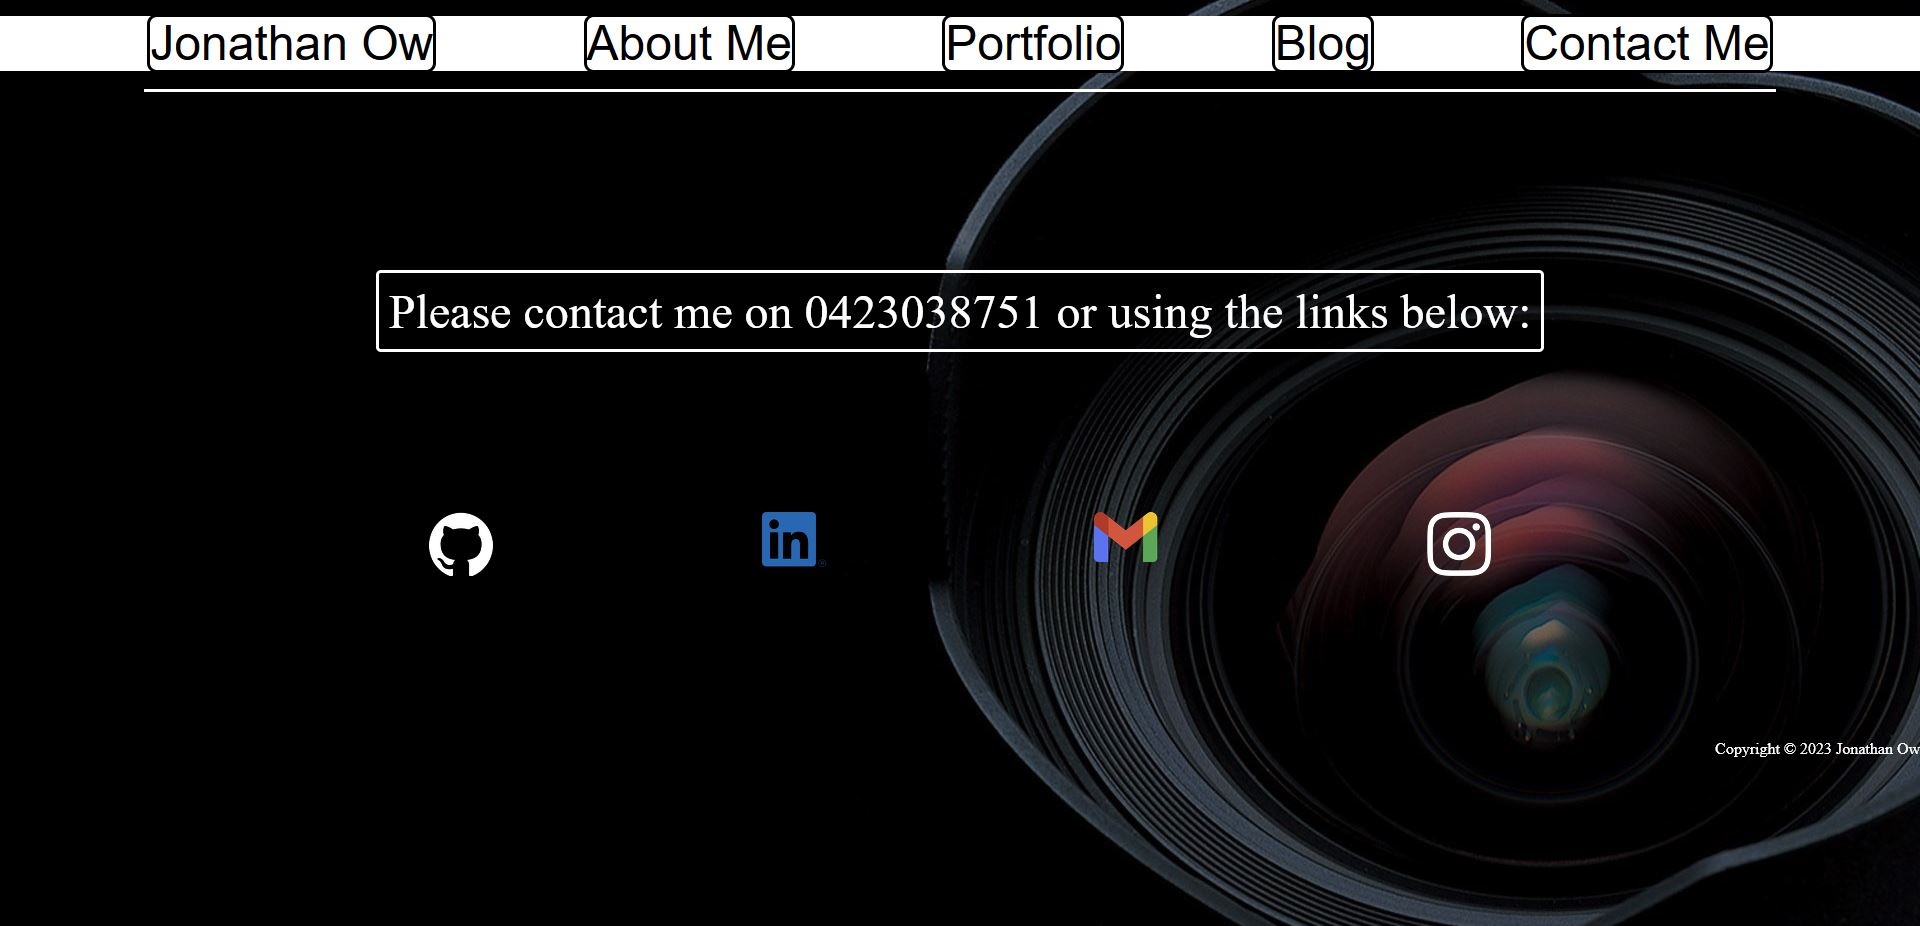 Jonathan Ow
About Me
Portfolio
Blog
Contact Me
Please contact me on 0423038751 or using the links below:
in
Copyright © 2023 Jonathan Ow